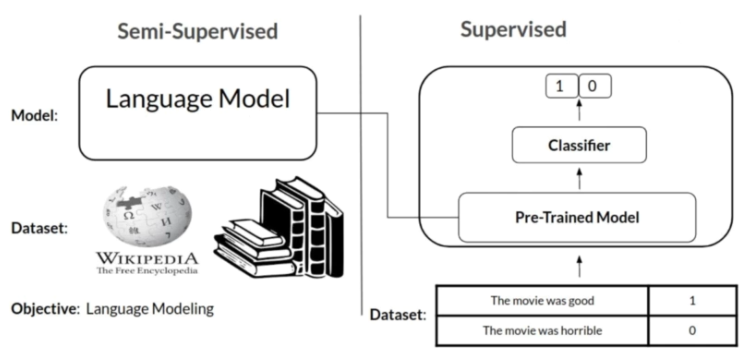 Semi-Supervised
Supervised
Model:
Language Model
1 0
Classifier
Pre-Trained Model
Dataset:
Ω W И
WIKIPEDIA
The Free Encyclopedia
Objective: Language Modeling
Dataset:
The movie was good 1
The movie was horrible 0